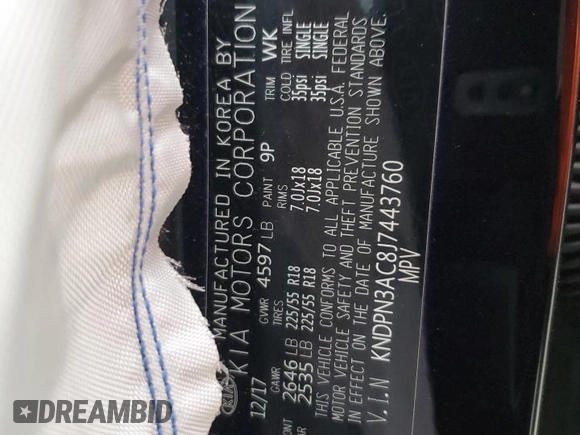 KIA MANUFACTURED IN KOREA BY
KIA MOTORS CORPORATION
12/17 GVWR 4597 LB PAINT 9P TRIM WK
GAWR TIRES RIMS COLD TIRE INFL
2646 LB 225/55 R18 7.0Jx18 35psi SINGLE
2535 LB 225/55 R18 7.0Jx18 35psi SINGLE
THIS VEHICLE CONFORMS TO ALL APPLICABLE U.S.A. FEDERAL
MOTOR VEHICLE SAFETY AND THEFT PREVENTION STANDARDS
IN EFFECT ON THE DATE OF MANUFACTURE SHOWN ABOVE.
V.I.N KNDPN3AC8J7443760
MPV
DREAMBID